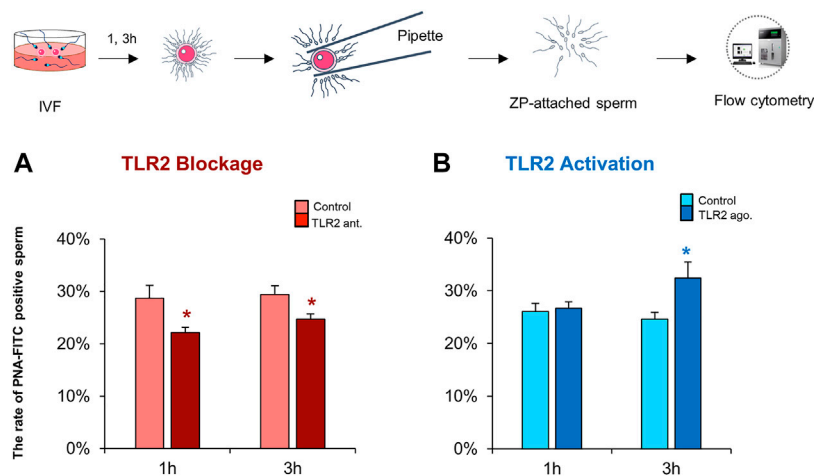 1, 3h
Pipette
IVF
ZP-attached sperm
Flow cytometry
A TLR2 Blockage
Control
TLR2 ant.
The rate of PNA-FITC positive sperm
40%
30%
20%
10%
0%
*
*
1h
3h
B TLR2 Activation
Control
TLR2 ago.
40%
30%
20%
10%
0%
*
1h
3h